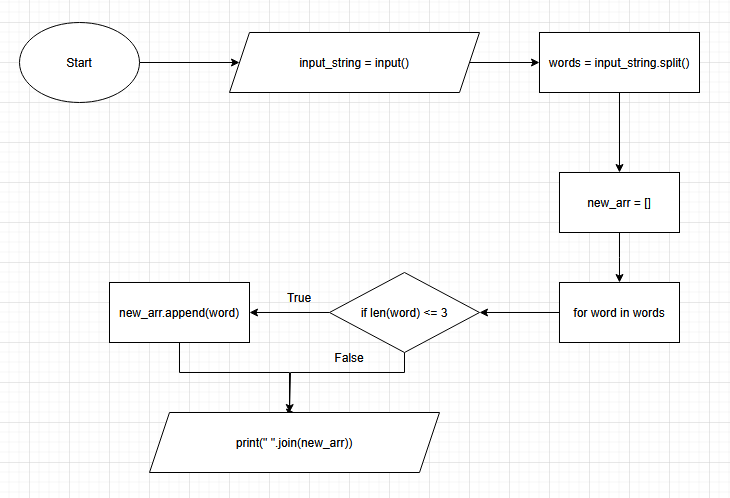 Start
input_string = input()
words = input_string.split()
new_arr = []
for word in words
if len(word) <= 3
True
new_arr.append(word)
False
print(" ".join(new_arr))